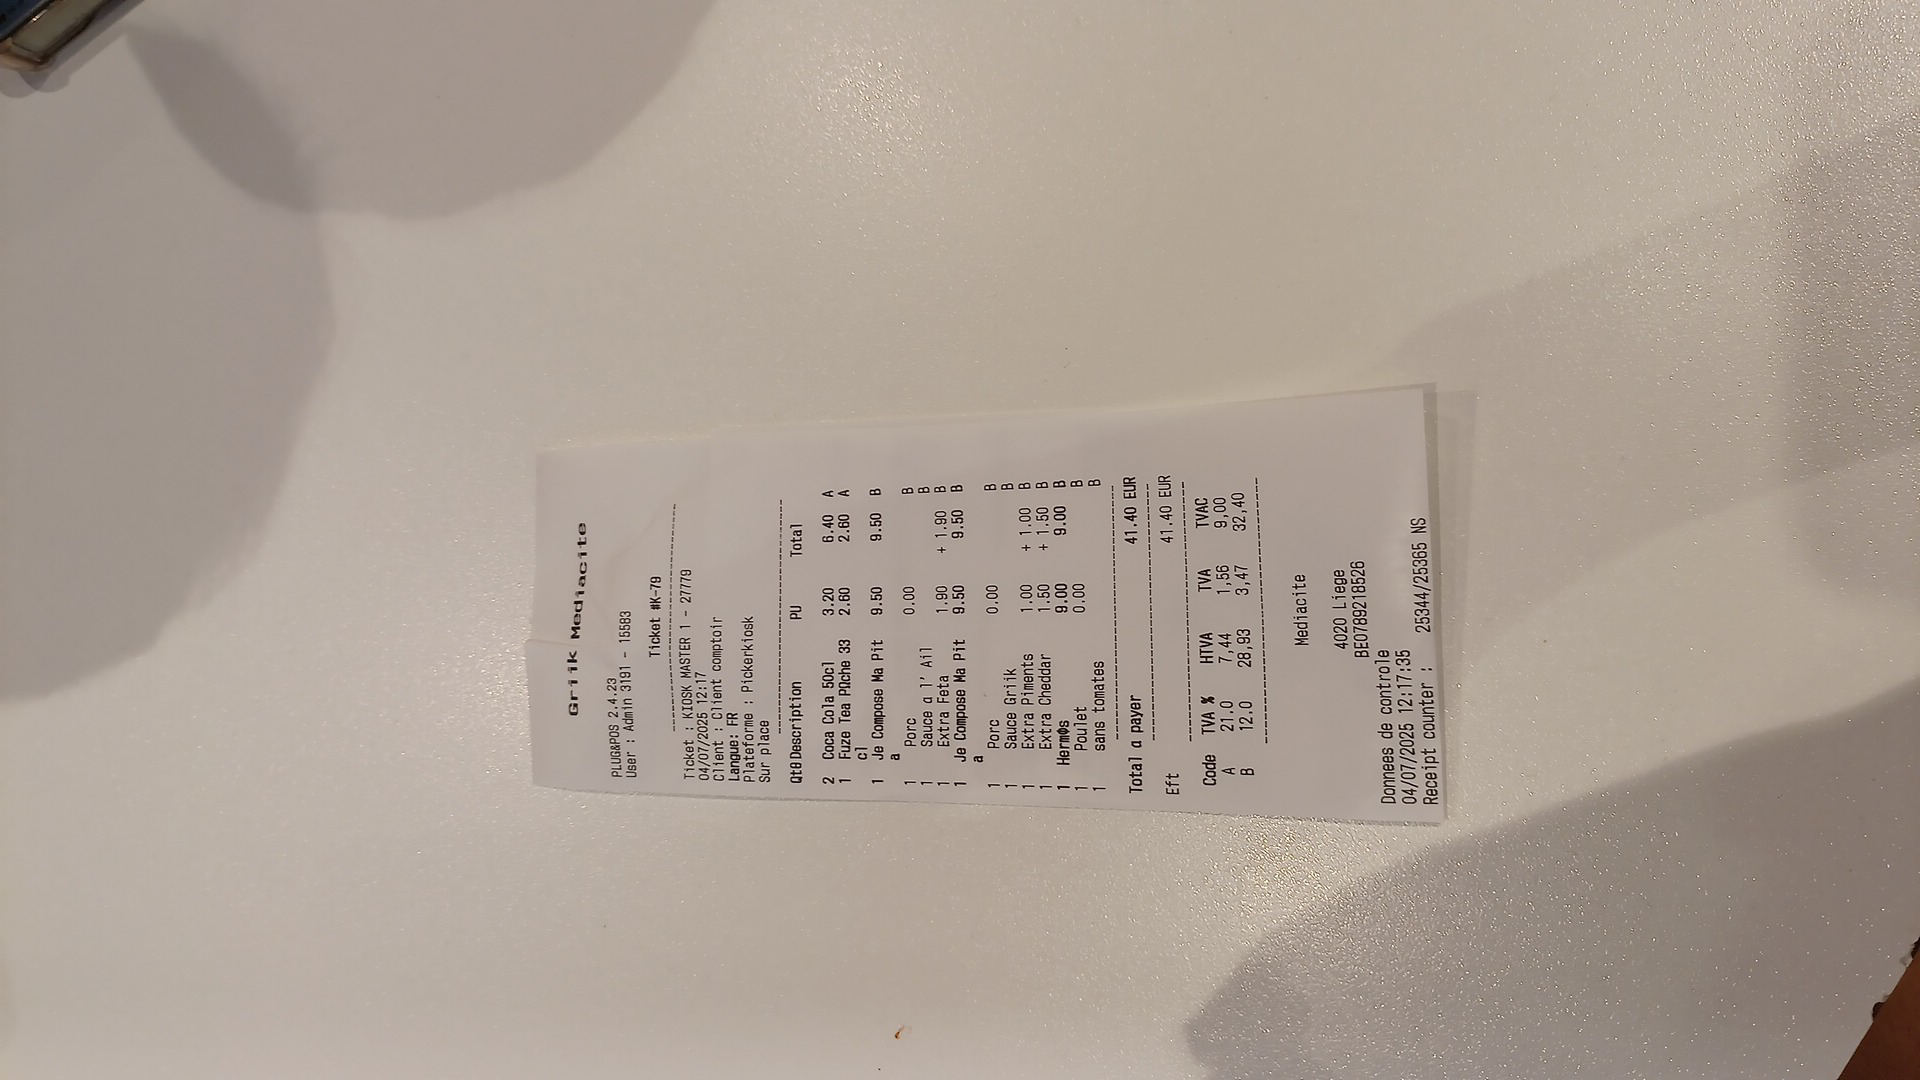 Griik Mediacite
PLUG&POS 2.4.23
User : Admin 3191 - 15583
Ticket #K-79
Ticket : KIOSK MASTER 1 - 27779
04/07/2025 12:17
Client : Client comptoir
Langue: FR
Plateforme : Pickerkiosk
Sur place
Qt0 Description PU Total
2 Coca Cola 50cl 3.20 6.40 A
1 Fuze Tea PΩche 33 2.60 2.60 A
cl
1 Je Compose Ma Pit 9.50 9.50 B
a
1 Porc 0.00 B
1 Sauce a l' Ail B
1 Extra Feta 1.90 + 1.90 B
1 Je Compose Ma Pit 9.50 9.50 B
a
1 Porc 0.00 B
1 Sauce Griik B
1 Extra Piments 1.00 + 1.00 B
1 Extra Cheddar 1.50 + 1.50 B
1 HermΦs 9.00 9.00 B
1 Poulet 0.00 B
1 sans tomates B
Total a payer 41.40 EUR
Eft 41.40 EUR
Code TVA % HTVA TVA TVAC
A 21.0 7,44 1,56 9,00
B 12.0 28,93 3,47 32,40
Mediacite
4020 Liege
BE0789218526
Donnees de controle
04/07/2025 12:17:35
Receipt counter : 25344/25365 NS